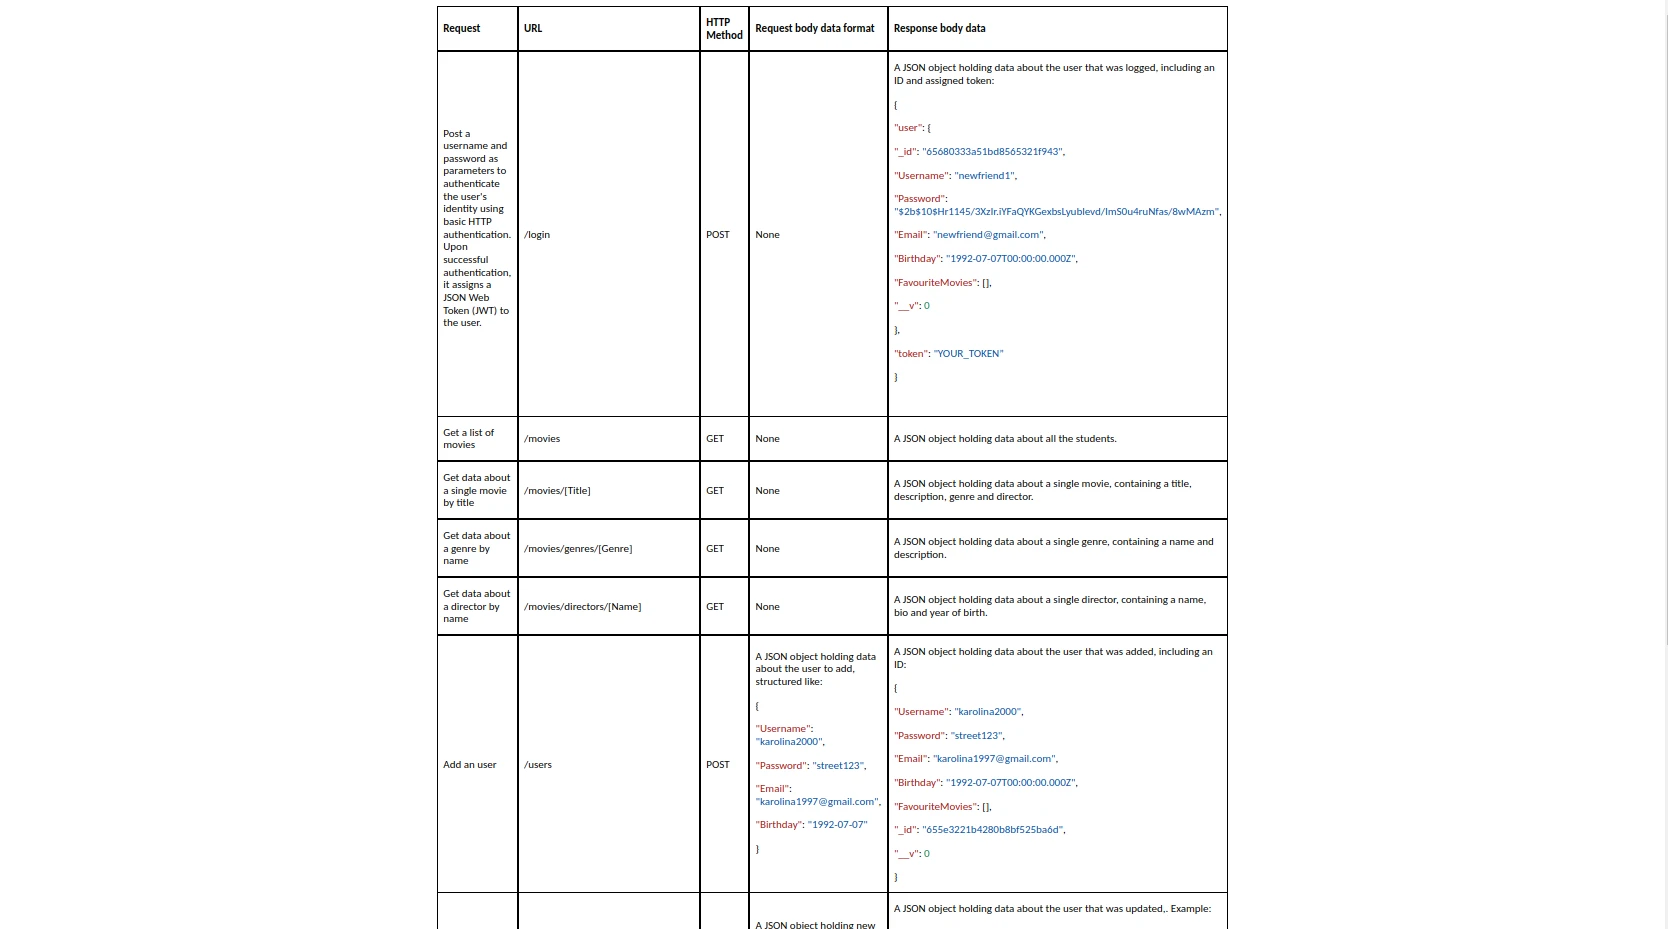 Request
URL
HTTP
Method
Request body data format
Response body data
Post a
username and
password as
parameters to
authenticate
the user's
identity using
basic HTTP
authentication.
Upon
successful
authentication,
it assigns a
JSON Web
Token (JWT) to
the user.
/login
POST
None
A JSON object holding data about the user that was logged, including an
ID and assigned token:
{
"user": {
"_id": "65680333a51bd8565321f943",
"Username": "newfriend1",
"Password":
"$2b$10$Hr1145/3XzIr.iYFaQYKGexbsLyublevd/ImS0u4ruNfas/8wMAzm",
"Email": "newfriend@gmail.com",
"Birthday": "1992-07-07T00:00:00.000Z",
"FavouriteMovies": [],
"__v": 0
},
"token": "YOUR_TOKEN"
}
Get a list of
movies
/movies
GET
None
A JSON object holding data about all the students.
Get data about
a single movie
by title
/movies/[Title]
GET
None
A JSON object holding data about a single movie, containing a title,
description, genre and director.
Get data about
a genre by
name
/movies/genres/[Genre]
GET
None
A JSON object holding data about a single genre, containing a name and
description.
Get data about
a director by
name
/movies/directors/[Name]
GET
None
A JSON object holding data about a single director, containing a name,
bio and year of birth.
Add an user
/users
POST
A JSON object holding data
about the user to add,
structured like:
{
"Username":
"karolina2000",
"Password": "street123",
"Email":
"karolina1997@gmail.com",
"Birthday": "1992-07-07"
}
A JSON object holding data about the user that was added, including an
ID:
{
"Username": "karolina2000",
"Password": "street123",
"Email": "karolina1997@gmail.com",
"Birthday": "1992-07-07T00:00:00.000Z",
"FavouriteMovies": [],
"_id": "655e3221b4280b8bf525ba6d",
"__v": 0
}
A JSON object holding new
A JSON object holding data about the user that was updated,. Example: